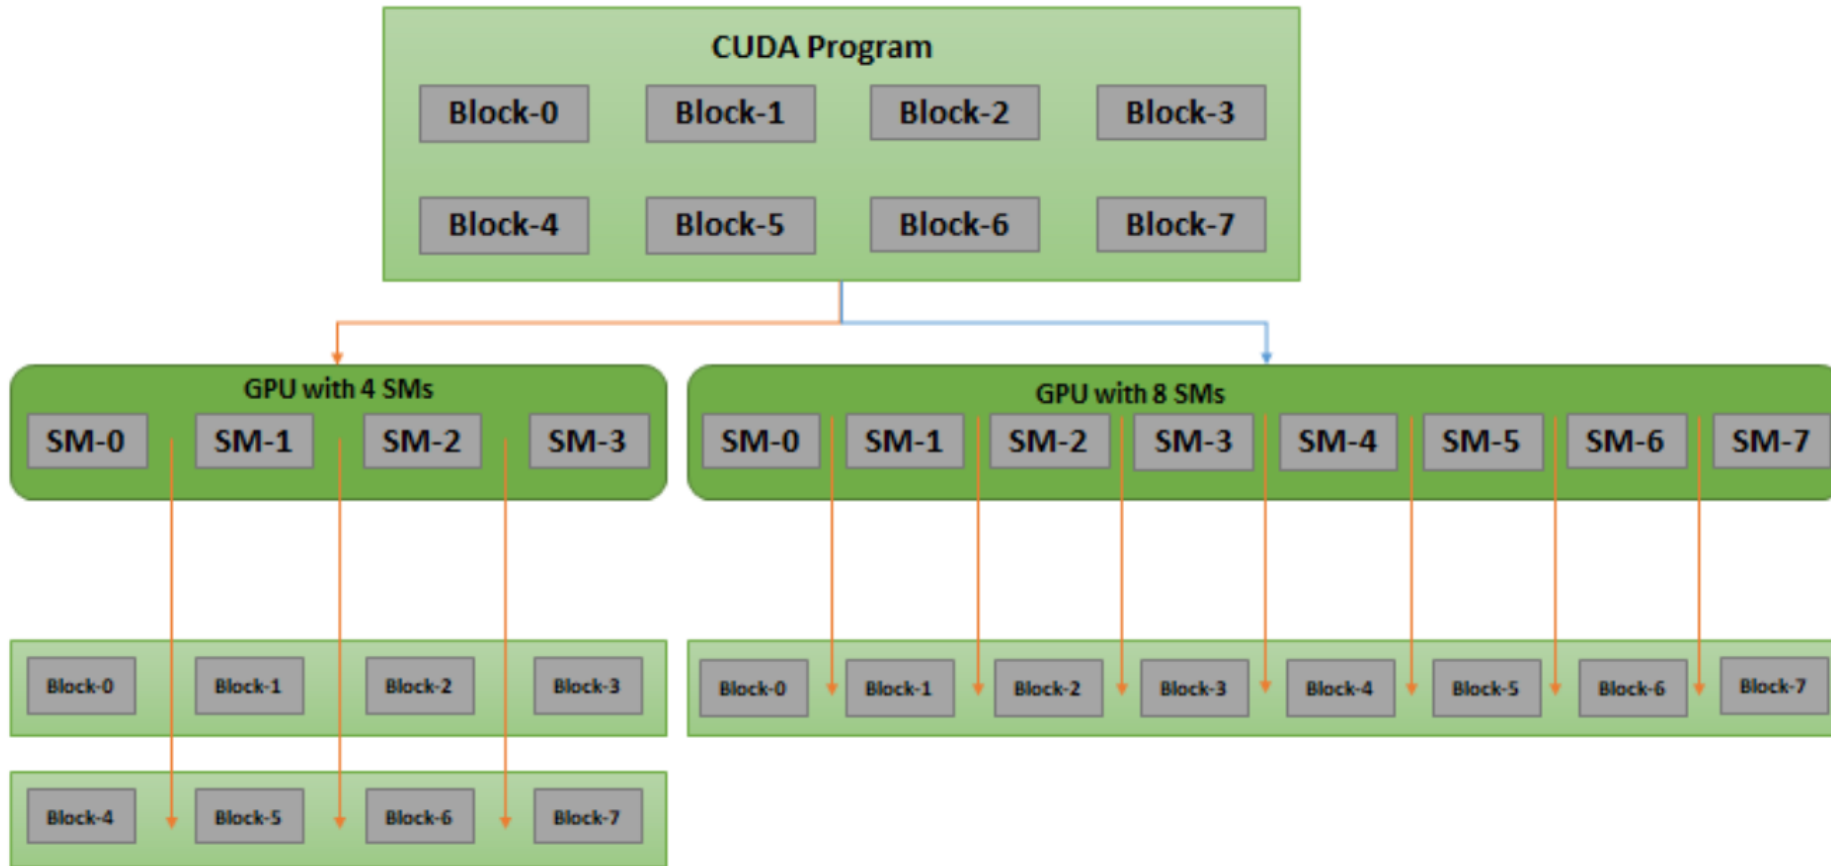 CUDA Program
Block-0 Block-1 Block-2 Block-3
Block-4 Block-5 Block-6 Block-7
GPU with 4 SMs
SM-0 SM-1 SM-2 SM-3
Block-0 Block-1 Block-2 Block-3
Block-4 Block-5 Block-6 Block-7
GPU with 8 SMs
SM-0 SM-1 SM-2 SM-3 SM-4 SM-5 SM-6 SM-7
Block-0 Block-1 Block-2 Block-3 Block-4 Block-5 Block-6 Block-7